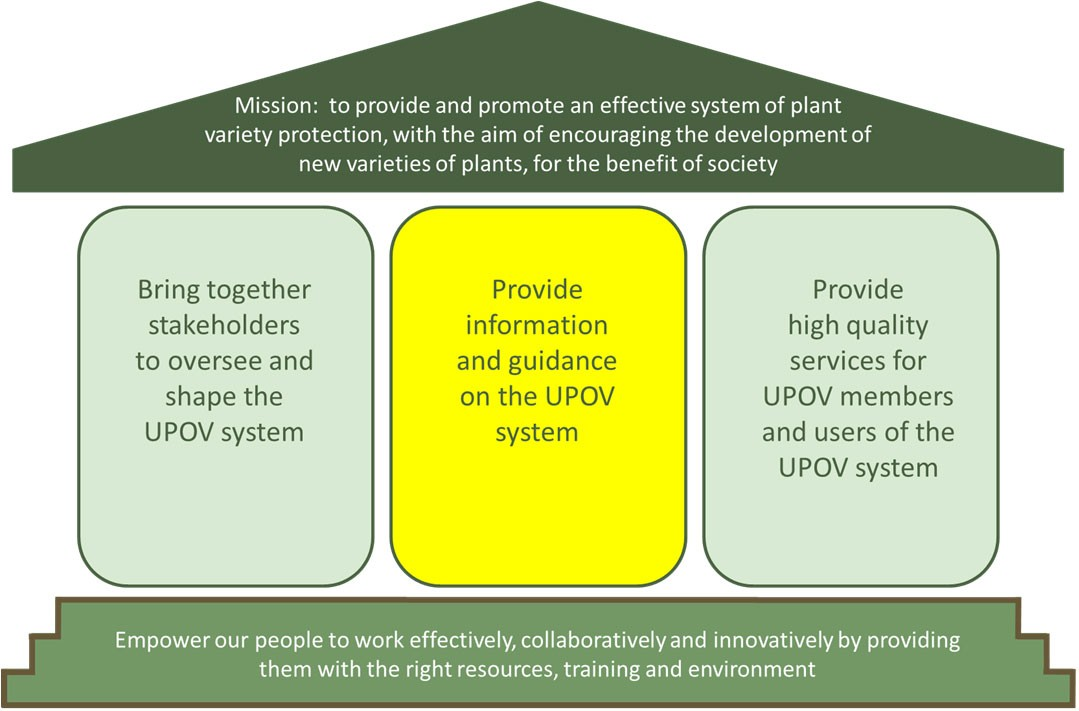 Mission:  to provide and promote an effective system of plant
variety protection, with the aim of encouraging the development of
new varieties of plants, for the benefit of society
Bring together
stakeholders
to oversee and
shape the
UPOV system
Provide
information
and guidance
on the UPOV
system
Provide
high quality
services for
UPOV members
and users of the
UPOV system
Empower our people to work effectively, collaboratively and innovatively by providing
them with the right resources, training and environment